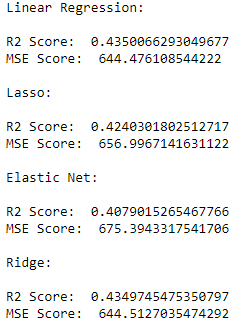 Linear Regression:
R2 Score:  0.4350066293049677
MSE Score:  644.476108544222
Lasso:
R2 Score:  0.4240301802512717
MSE Score:  656.9967141631122
Elastic Net:
R2 Score:  0.4079015265467766
MSE Score:  675.3943317541706
Ridge:
R2 Score:  0.4349745475350797
MSE Score:  644.5127035474292